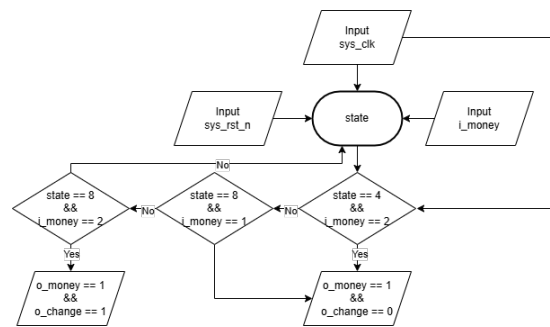 Input
sys_clk
Input
sys_rst_n
state
Input
i_money
No
state == 8
&&
i_money == 2
No
state == 8
&&
i_money == 1
No
state == 4
&&
i_money == 2
Yes
Yes
o_money == 1
&&
o_change == 1
o_money == 1
&&
o_change == 0